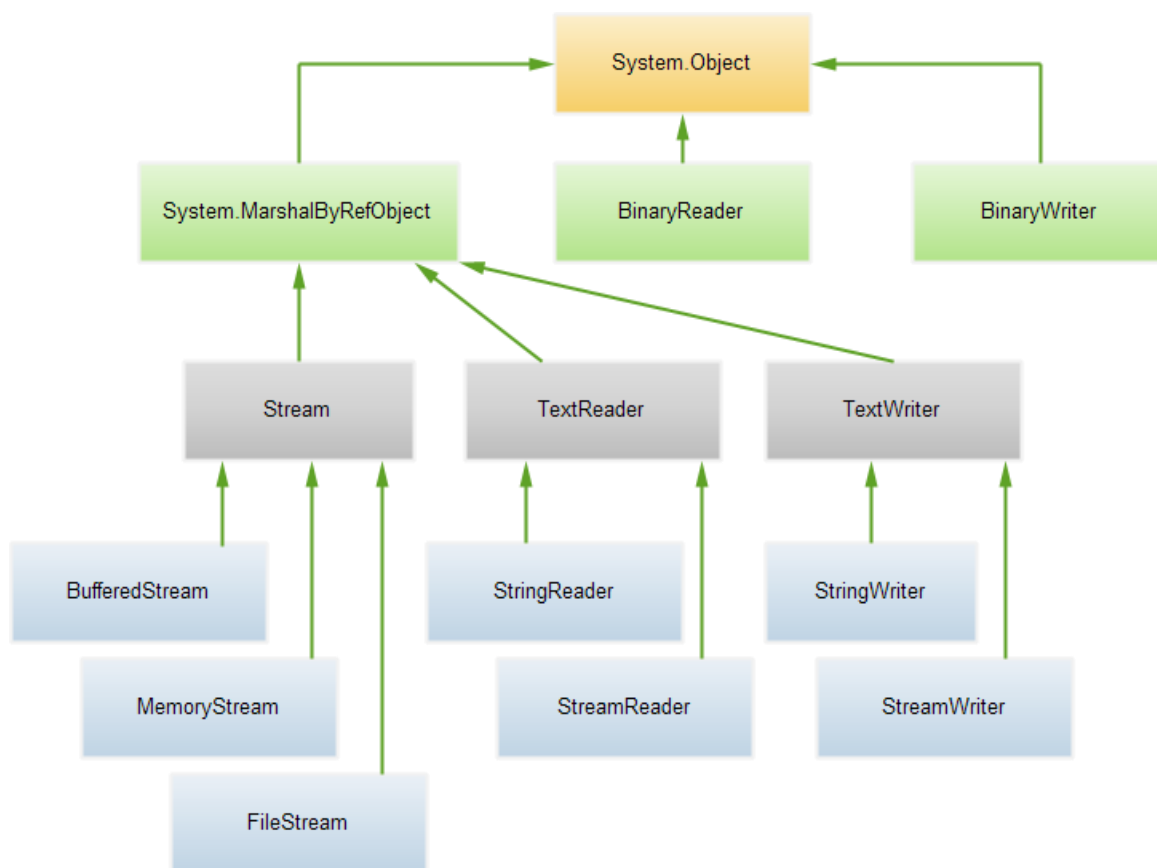 System.Object
System.MarshalByRefObject
BinaryReader
BinaryWriter
Stream
TextReader
TextWriter
BufferedStream
StringReader
StringWriter
MemoryStream
StreamReader
StreamWriter
FileStream